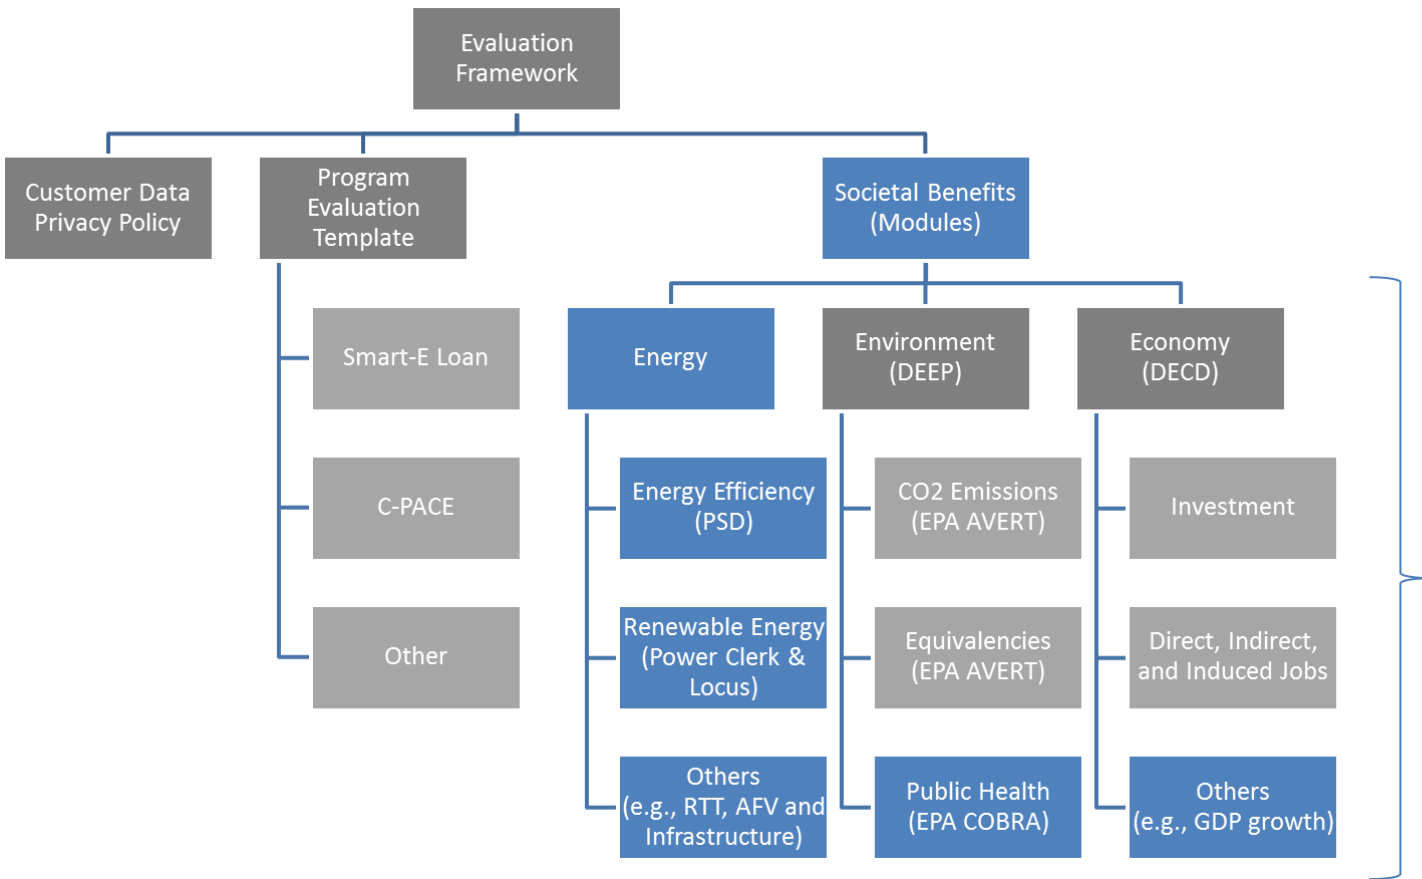 Evaluation
Framework
Customer Data
Privacy Policy
Program
Evaluation
Template
Societal Benefits
(Modules)
Smart-E Loan
C-PACE
Other
Energy
Energy Efficiency
(PSD)
Renewable Energy
(Power Clerk &
Locus)
Others
(e.g., RTT, AFV and
Infrastructure)
Environment
(DEEP)
CO2 Emissions
(EPA AVERT)
Equivalencies
(EPA AVERT)
Public Health
(EPA COBRA)
Economy
(DECD)
Investment
Direct, Indirect,
and Induced Jobs
Others
(e.g., GDP growth)